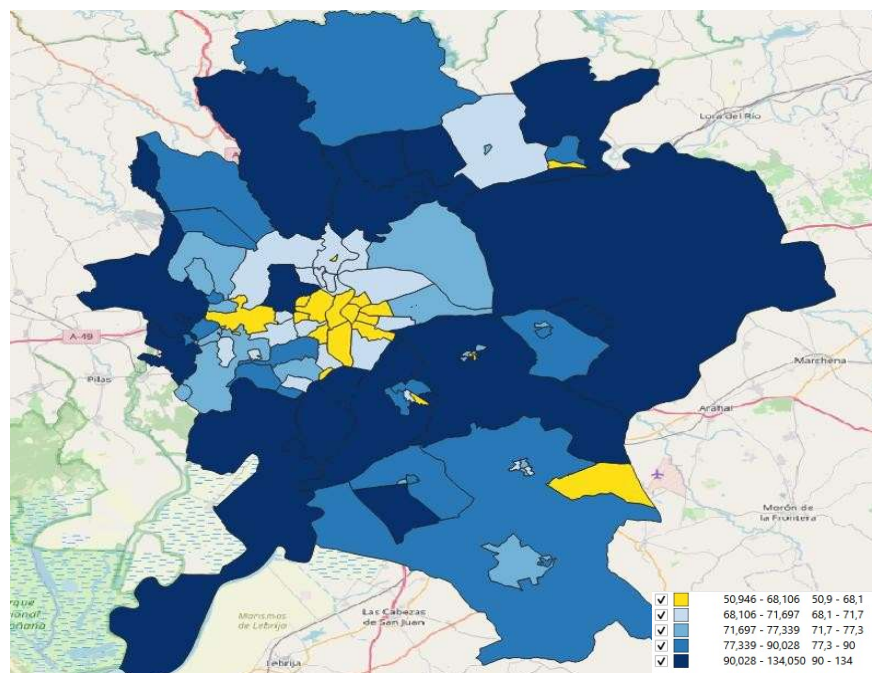 Lora del Río
A-49
Pilas
Marchena
Arahal
Morón de
la Frontera
Marismas
de Lebrija
Las Cabezas
de San Juan
Lebrija
50,946 - 68,106 50,9 - 68,1
68,106 - 71,697 68,1 - 71,7
71,697 - 77,339 71,7 - 77,3
77,339 - 90,028 77,3 - 90
90,028 - 134,050 90 - 134